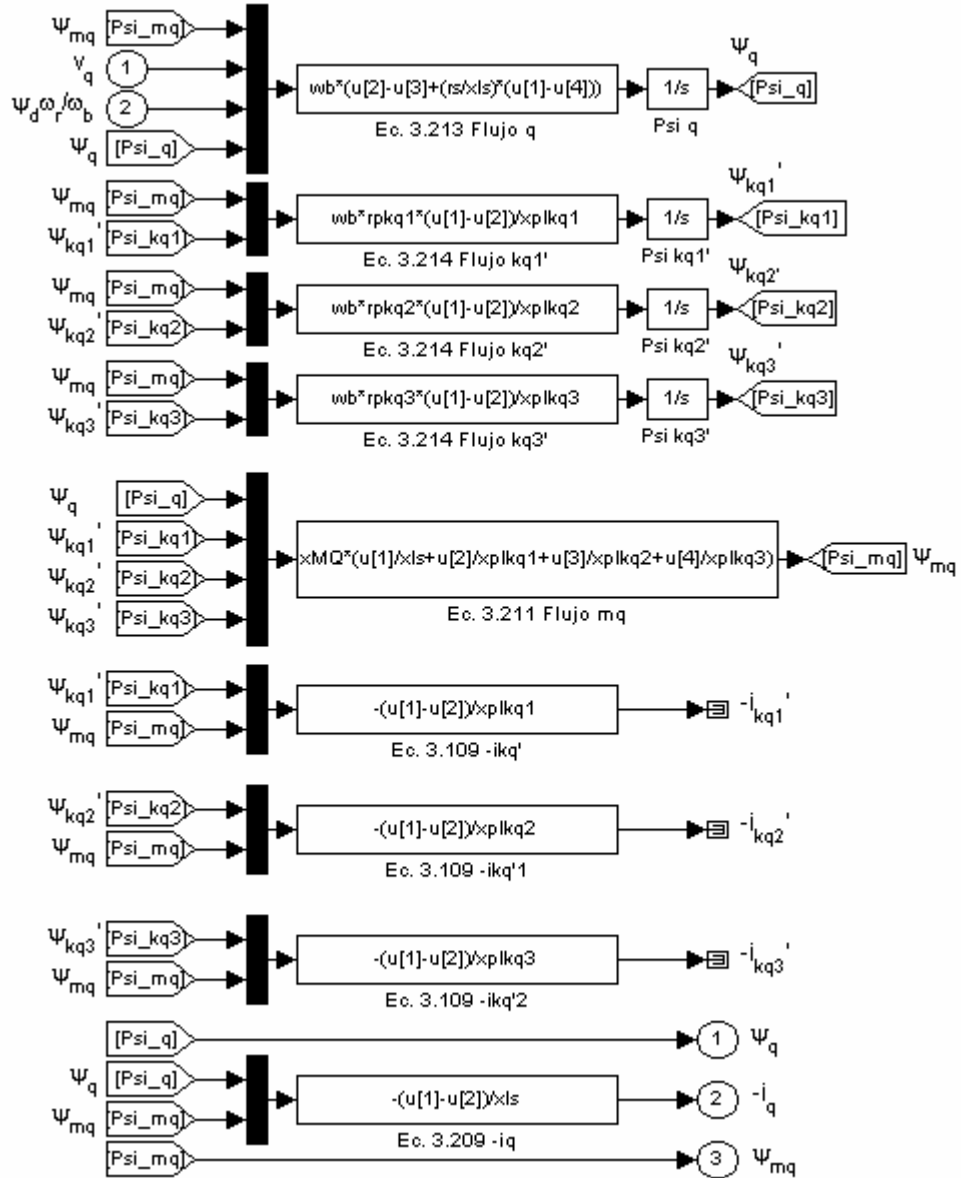 Ψmq [Psi_mq]
vq 1
Ψdωr/ωb 2
Ψq [Psi_q]
wb*(u[2]-u[3]+(rs/xls)*(u[1]-u[4]))
Ec. 3.213 Flujo q
1/s
Psi q
Ψq
[Psi_q]
Ψmq [Psi_mq]
Ψkq1' [Psi_kq1]
wb*rpkq1*(u[1]-u[2])/xplkq1
Ec. 3.214 Flujo kq1'
1/s
Psi kq1'
Ψkq1'
[Psi_kq1]
Ψmq [Psi_mq]
Ψkq2' [Psi_kq2]
wb*rpkq2*(u[1]-u[2])/xplkq2
Ec. 3.214 Flujo kq2'
1/s
Psi kq2'
Ψkq2'
[Psi_kq2]
Ψmq [Psi_mq]
Ψkq3' [Psi_kq3]
wb*rpkq3*(u[1]-u[2])/xplkq3
Ec. 3.214 Flujo kq3'
1/s
Psi kq3'
Ψkq3'
[Psi_kq3]
Ψq [Psi_q]
Ψkq1' [Psi_kq1]
Ψkq2' [Psi_kq2]
Ψkq3' [Psi_kq3]
xMQ*(u[1]/xls+u[2]/xplkq1+u[3]/xplkq2+u[4]/xplkq3)
Ec. 3.211 Flujo mq
[Psi_mq] Ψmq
Ψkq1' [Psi_kq1]
Ψmq [Psi_mq]
-(u[1]-u[2])/xplkq1
Ec. 3.109 -ikq'
-ikq1'
Ψkq2' [Psi_kq2]
Ψmq [Psi_mq]
-(u[1]-u[2])/xplkq2
Ec. 3.109 -ikq'1
-ikq2'
Ψkq3' [Psi_kq3]
Ψmq [Psi_mq]
-(u[1]-u[2])/xplkq3
Ec. 3.109 -ikq'2
-ikq3'
[Psi_q] 1 Ψq
Ψq [Psi_q]
Ψmq [Psi_mq]
-(u[1]-u[2])/xls
Ec. 3.209 -iq
2 -iq
[Psi_mq] 3 Ψmq